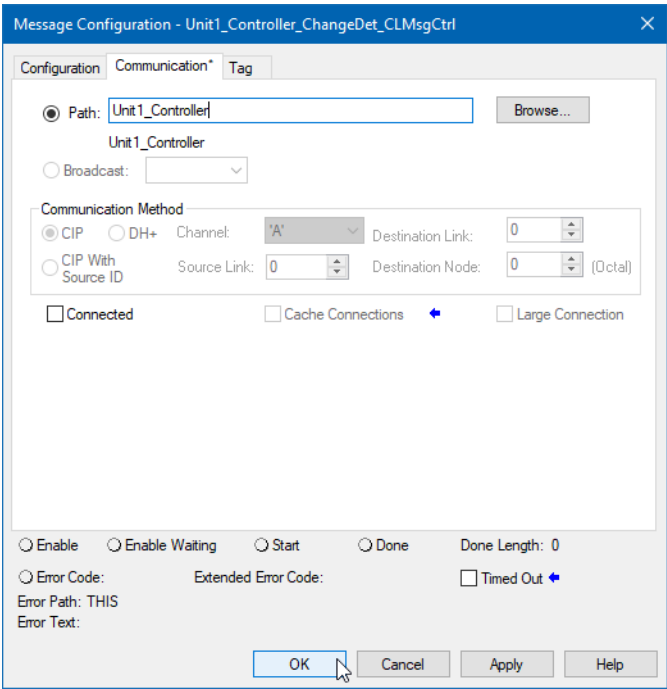 Message Configuration - Unit1_Controller_ChangeDet_CLMsgCtrl
Configuration Communication* Tag
Path: Unit1_Controller Browse...
Unit1_Controller
Broadcast:
Communication Method
CIP DH+ Channel: 'A' Destination Link: 0
CIP With Source ID Source Link: 0 Destination Node: 0 (Octal)
Connected Cache Connections Large Connection
Enable Enable Waiting Start Done Done Length: 0
Error Code: Extended Error Code: Timed Out
Error Path: THIS
Error Text:
OK Cancel Apply Help